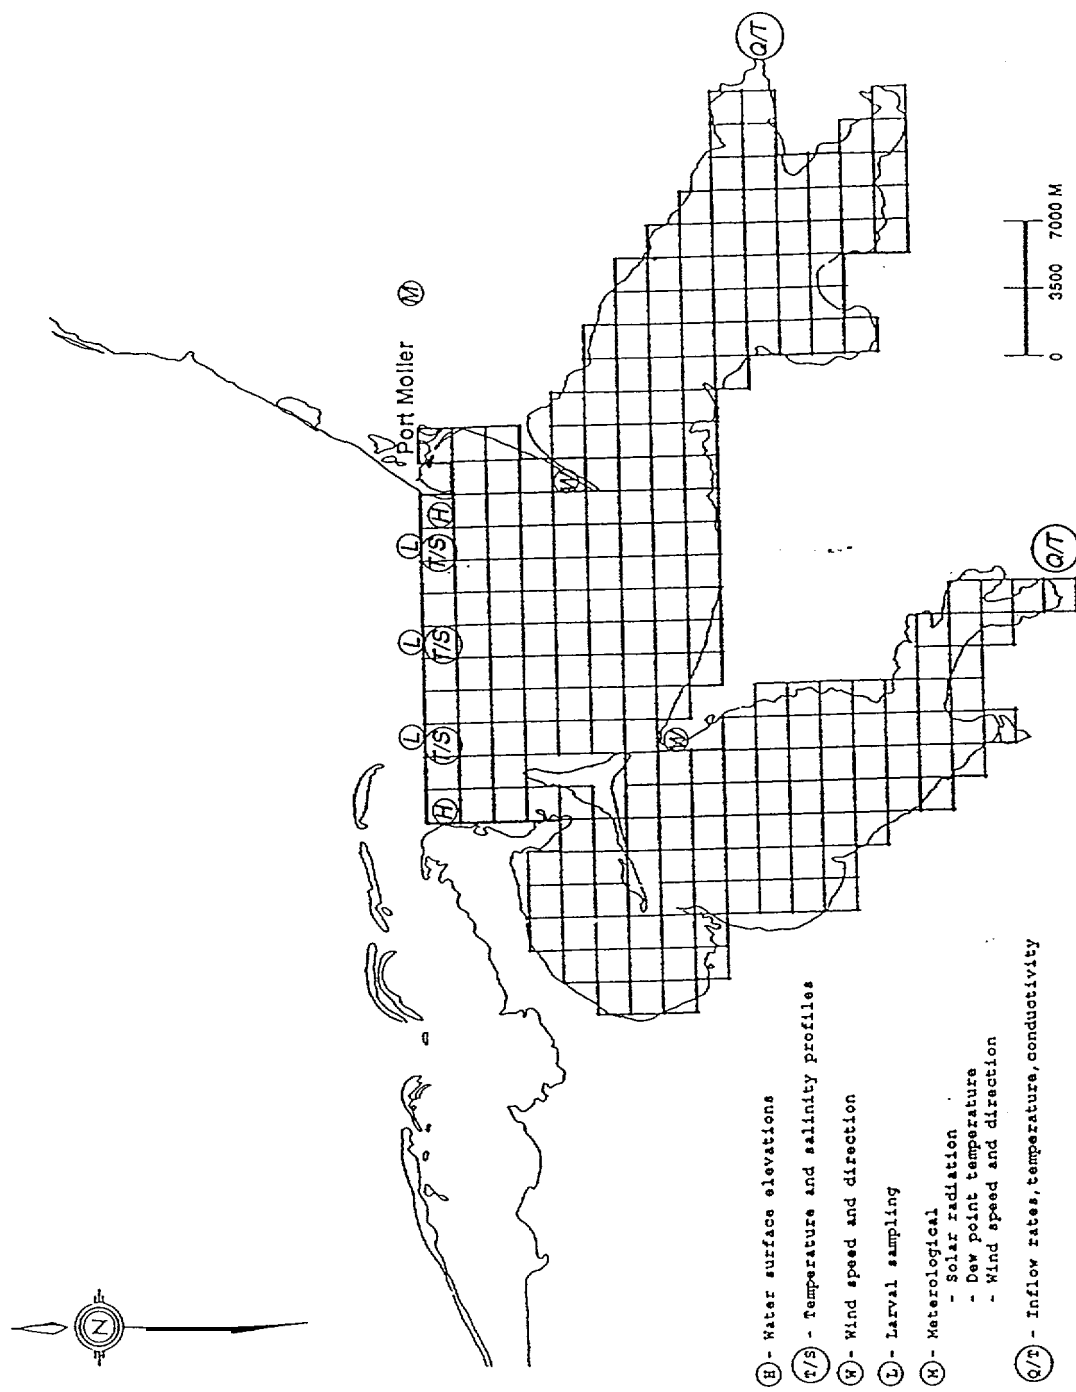 N
Q/T
M
Port Moller
L
T/S
H
L
T/S
L
T/S
H
W
W
Q/T
0 3500 7000 M
H - Water surface elevations
T/S - Temperature and salinity profiles
W - Wind speed and direction
L - Larval sampling
M - Meterological
- Solar radiation
- Dew point temperature
- Wind speed and direction
Q/T - Inflow rates, temperature, conductivity